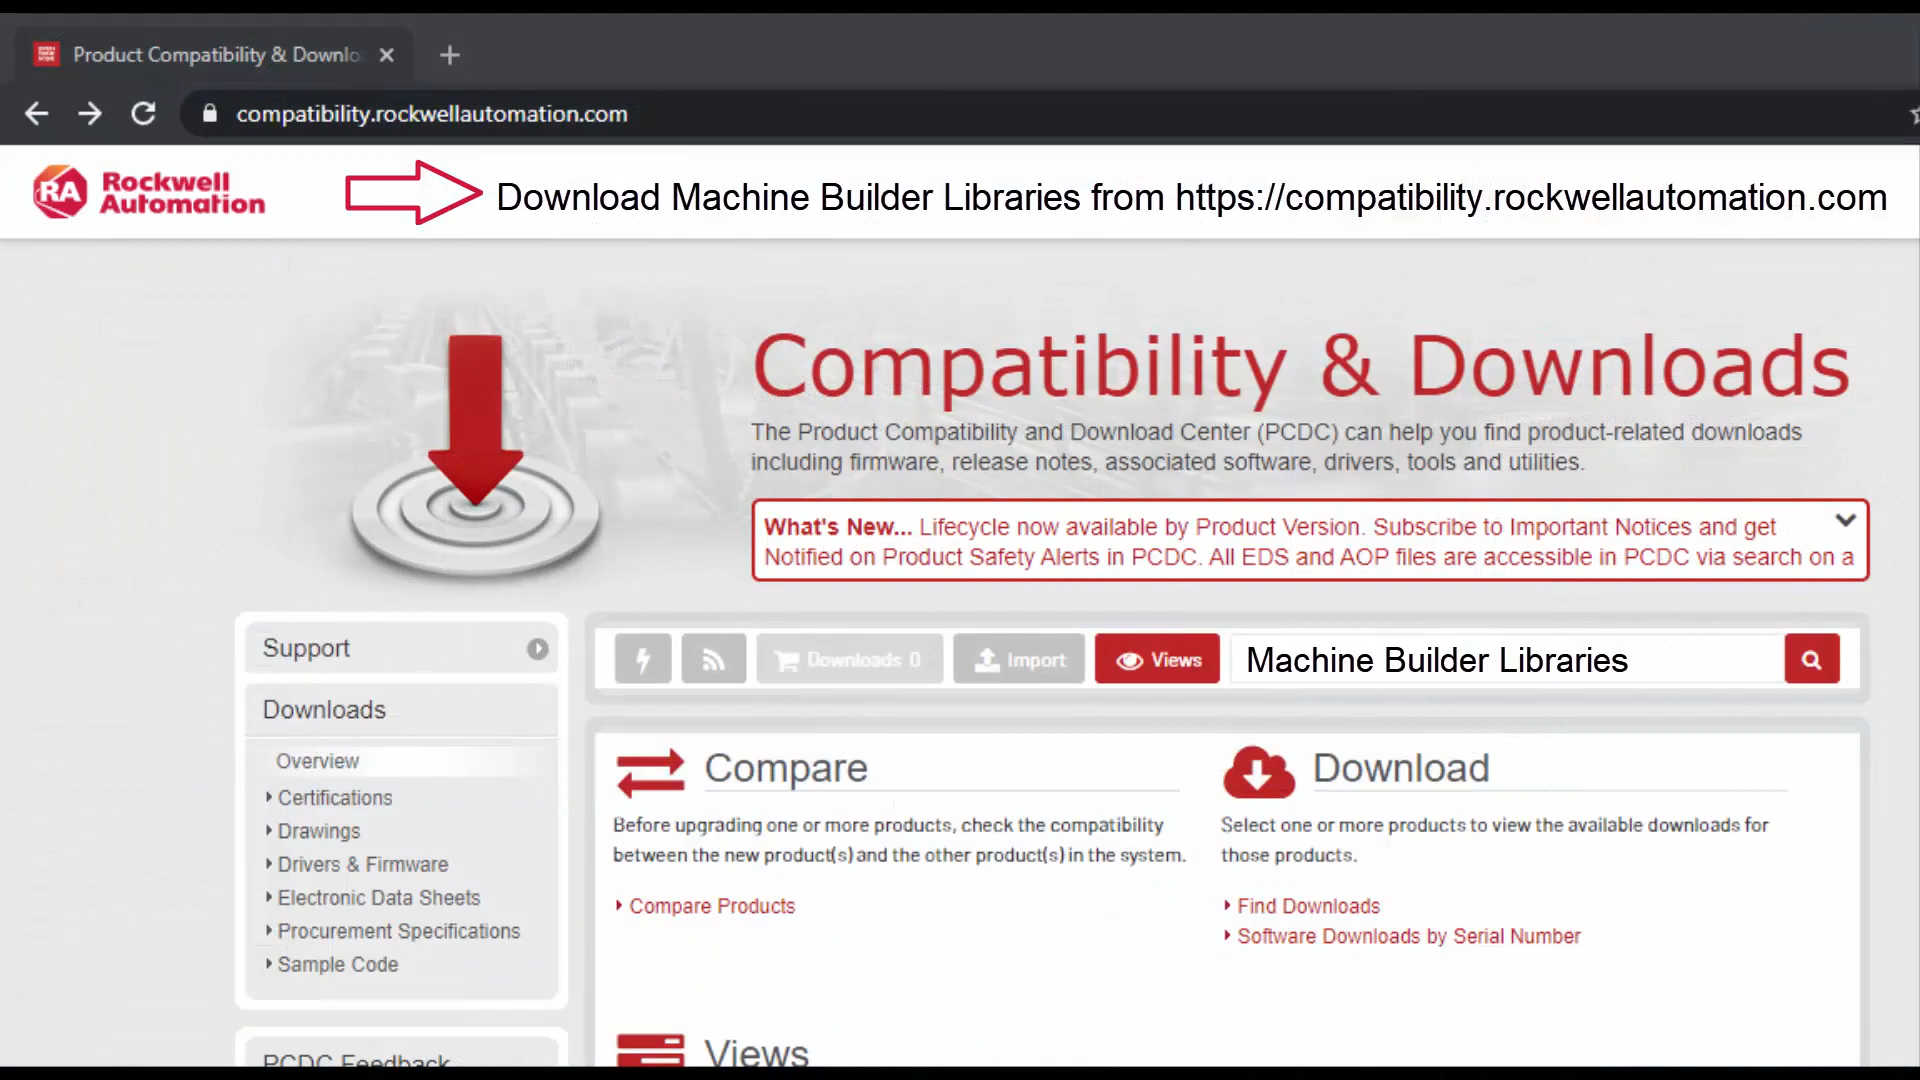 Product Compatibility & Downlo
compatibility.rockwellautomation.com
RA Rockwell Automation
Download Machine Builder Libraries from https://compatibility.rockwellautomation.com
Compatibility & Downloads
The Product Compatibility and Download Center (PCDC) can help you find product-related downloads
including firmware, release notes, associated software, drivers, tools and utilities.
What's New... Lifecycle now available by Product Version. Subscribe to Important Notices and get
Notified on Product Safety Alerts in PCDC. All EDS and AOP files are accessible in PCDC via search on a
Support
Downloads
Overview
Certifications
Drawings
Drivers & Firmware
Electronic Data Sheets
Procurement Specifications
Sample Code
PCDC Feedback
Downloads 0
Import
Views
Machine Builder Libraries
Compare
Before upgrading one or more products, check the compatibility
between the new product(s) and the other product(s) in the system.
Compare Products
Download
Select one or more products to view the available downloads for
those products.
Find Downloads
Software Downloads by Serial Number
Views